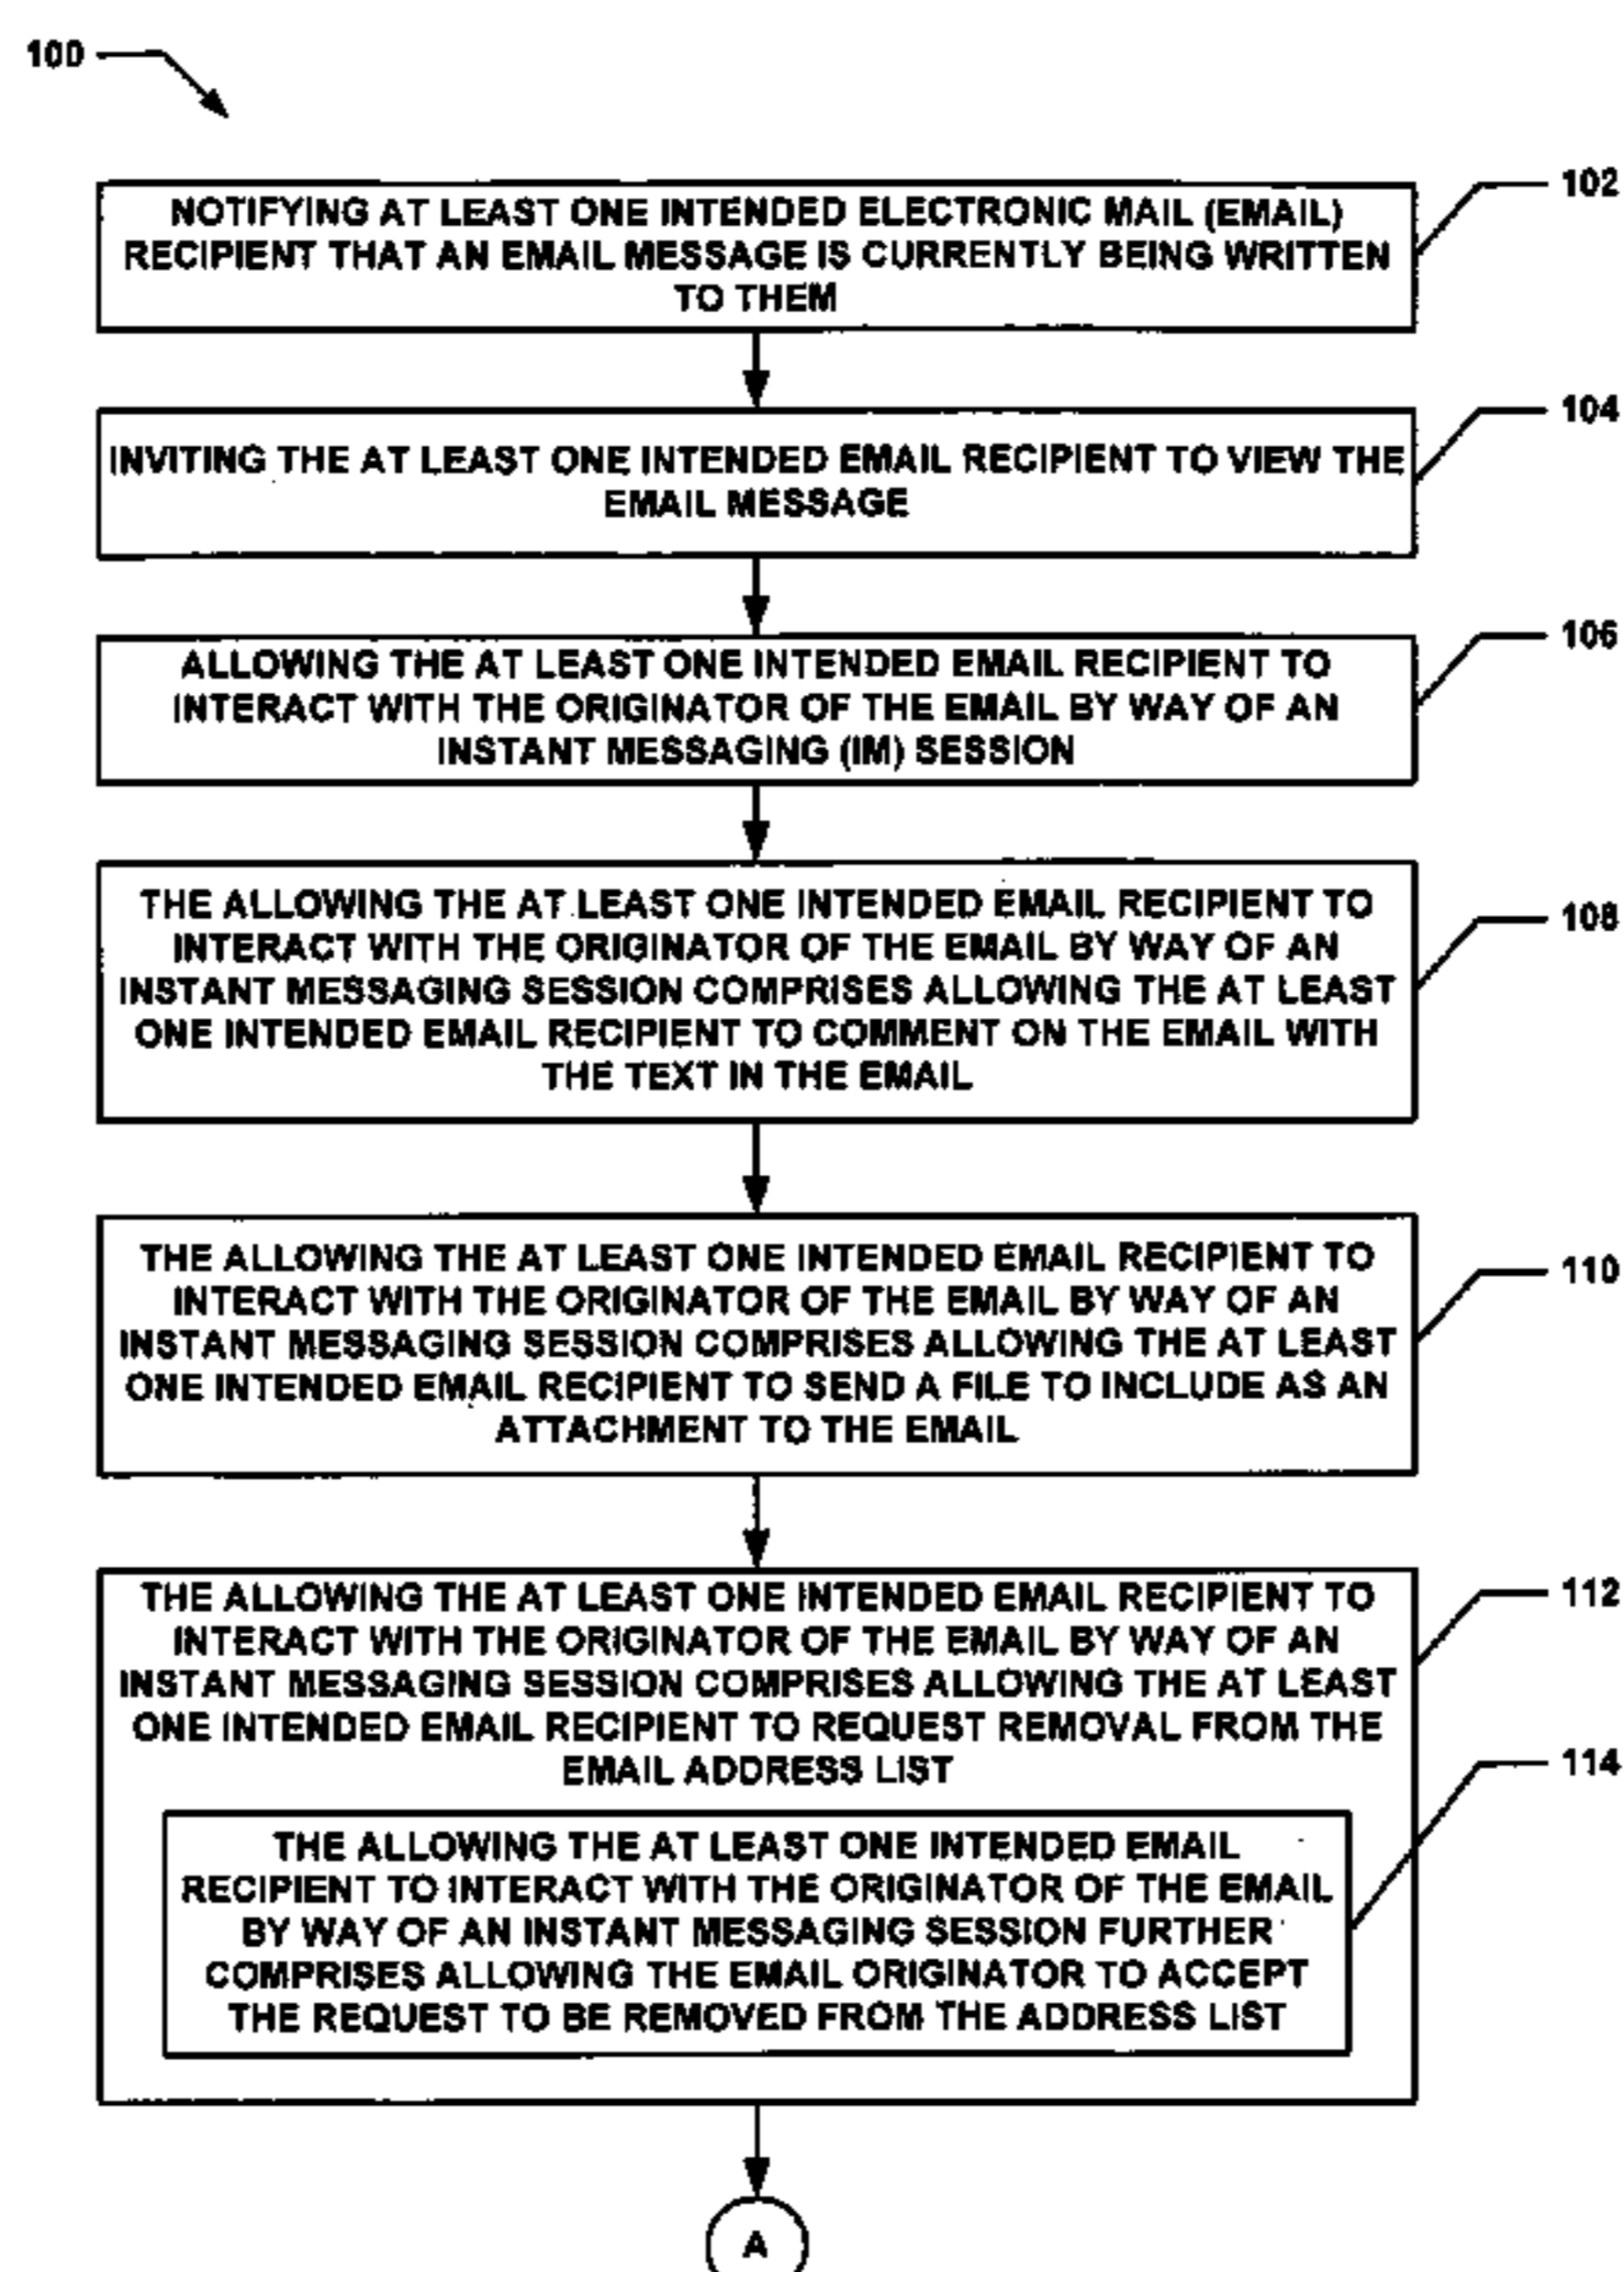 100
NOTIFYING AT LEAST ONE INTENDED ELECTRONIC MAIL (EMAIL)
RECIPIENT THAT AN EMAIL MESSAGE IS CURRENTLY BEING WRITTEN
TO THEM
102
INVITING THE AT LEAST ONE INTENDED EMAIL RECIPIENT TO VIEW THE
EMAIL MESSAGE
104
ALLOWING THE AT LEAST ONE INTENDED EMAIL RECIPIENT TO
INTERACT WITH THE ORIGINATOR OF THE EMAIL BY WAY OF AN
INSTANT MESSAGING (IM) SESSION
106
THE ALLOWING THE AT LEAST ONE INTENDED EMAIL RECIPIENT TO
INTERACT WITH THE ORIGINATOR OF THE EMAIL BY WAY OF AN
INSTANT MESSAGING SESSION COMPRISES ALLOWING THE AT LEAST
ONE INTENDED EMAIL RECIPIENT TO COMMENT ON THE EMAIL WITH
THE TEXT IN THE EMAIL
108
THE ALLOWING THE AT LEAST ONE INTENDED EMAIL RECIPIENT TO
INTERACT WITH THE ORIGINATOR OF THE EMAIL BY WAY OF AN
INSTANT MESSAGING SESSION COMPRISES ALLOWING THE AT LEAST
ONE INTENDED EMAIL RECIPIENT TO SEND A FILE TO INCLUDE AS AN
ATTACHMENT TO THE EMAIL
110
THE ALLOWING THE AT LEAST ONE INTENDED EMAIL RECIPIENT TO
INTERACT WITH THE ORIGINATOR OF THE EMAIL BY WAY OF AN
INSTANT MESSAGING SESSION COMPRISES ALLOWING THE AT LEAST
ONE INTENDED EMAIL RECIPIENT TO REQUEST REMOVAL FROM THE
EMAIL ADDRESS LIST
112
THE ALLOWING THE AT LEAST ONE INTENDED EMAIL
RECIPIENT TO INTERACT WITH THE ORIGINATOR OF THE EMAIL
BY WAY OF AN INSTANT MESSAGING SESSION FURTHER
COMPRISES ALLOWING THE EMAIL ORIGINATOR TO ACCEPT
THE REQUEST TO BE REMOVED FROM THE ADDRESS LIST
114
A